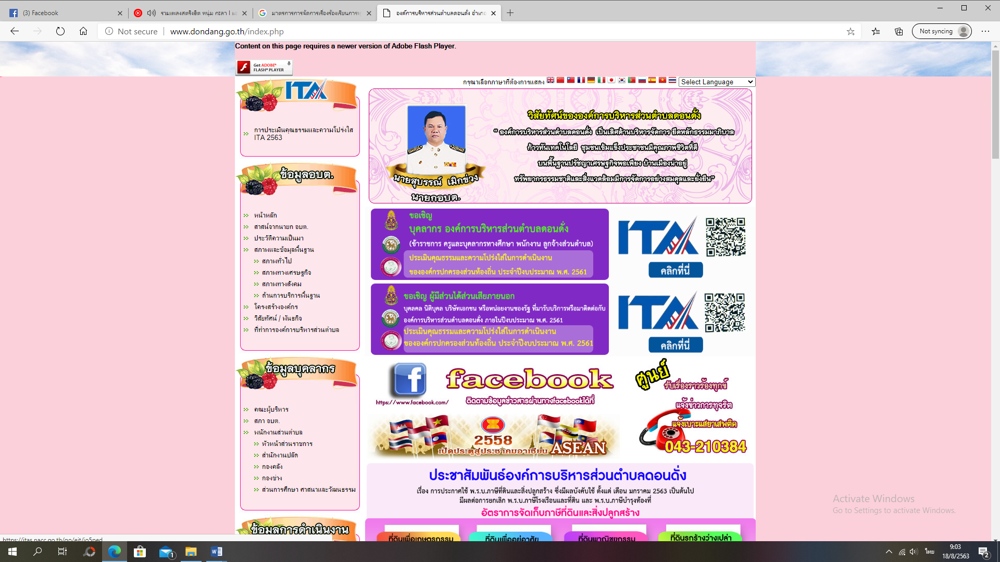 (3) Facebook
รวมเพลงสตริงฮิต หนุ่ม กะลา l แ
มาตรการการจัดการเรื่องร้องเรียนการทุ
องค์การบริหารส่วนตำบลดอนดั่ง อำเภอ
Not secure
www.dondang.go.th/index.php
Not syncing
Content on this page requires a newer version of Adobe Flash Player.
Get ADOBE®
FLASH® PLAYER
กรุณาเลือกภาษาที่ต้องการแสดง
Select Language
ITA
การประเมินคุณธรรมและความโปร่งใส
ITA 2563
ข้อมูลอบต.
หน้าหลัก
สาสน์จากนายก อบต.
ประวัติความเป็นมา
สภาพและข้อมูลพื้นฐาน
สภาพทั่วไป
สภาพทางเศรษฐกิจ
สภาพทางสังคม
ด้านการบริการพื้นฐาน
โครงสร้างองค์กร
วิสัยทัศน์ / พันธกิจ
ที่ทำการองค์การบริหารส่วนตำบล
ข้อมูลบุคลากร
คณะผู้บริหาร
สภา อบต.
พนักงานส่วนตำบล
หัวหน้าส่วนราชการ
สำนักงานปลัด
กองคลัง
กองช่าง
ส่วนการศึกษา ศาสนาและวัฒนธรรม
ข้อมูลการดำเนินงาน
วิสัยทัศน์ขององค์การบริหารส่วนตำบลดอนดั่ง
“ องค์การบริหารส่วนตำบลดอนดั่ง เป็นเลิศด้านบริหารจัดการ ยึดหลักธรรมมาภิบาล
ก้าวทันเทคโนโลยี ชุมชนเข้มแข็งประชาชนมีคุณภาพชีวิตที่ดี
บนพื้นฐานปรัชญาเศรษฐกิจพอเพียง บ้านเมืองน่าอยู่
ทรัพยากรธรรมชาติและสิ่งแวดล้อมมีการจัดการอย่างสมดุลและยั่งยืน”
นายสุบรรณ์ เมิกข่วง
นายกอบต.
ขอเชิญ
บุคลากร องค์การบริหารส่วนตำบลดอนดั่ง
(ข้าราชการ ครูและบุคลากรทางศึกษา พนักงาน ลูกจ้างส่วนตำบล)
ประเมินคุณธรรมและความโปร่งใสในการดำเนินงาน
ขององค์กรปกครองส่วนท้องถิ่น ประจำปีงบประมาณ พ.ศ. 2561
ITA
คลิกที่นี่
ขอเชิญ ผู้มีส่วนได้ส่วนเสียภายนอก
บุคลคล นิติบุคล บริษัทเอกชน หรือหน่อยงานของรัฐ ที่มารับบริการหรือมาติดต่อกับ
องค์การบริหารส่วนตำบลดอนดั่ง ภายในปีงบประมาณ พ.ศ. 2561
ประเมินคุณธรรมและความโปร่งใสในการดำเนินงาน
ขององค์กรปกครองส่วนท้องถิ่น ประจำปีงบประมาณ พ.ศ. 2561
ITA
คลิกที่นี่
facebook
https://www.facebook.com/
ติดตามข้อมูลข่าวสารผ่านทางfacebookได้ที่
2558
เปิดประตูสู่ประชาคมอาเซียน ASEAN
ศูนย์
รับเรื่องราวร้องทุกข์
แจ้งข่าวการทุจริต
แจ้งเบาะแสยาเสพติด
043-210384
ประชาสัมพันธ์องค์การบริหารส่วนตำบลดอนดั่ง
เรื่อง การประกาศใช้ พ.ร.บ.ภาษีที่ดินและสิ่งปลูกสร้าง ซึ่งมีผลบังคับใช้ ตั้งแต่ เดือน มกราคม 2563 เป็นต้นไป
มีผลต่อการยกเลิก พ.ร.บ.ภาษีโรงเรือนและที่ดิน และ พ.ร.บ.ภาษีบำรุงท้องที่
อัตราการจัดเก็บภาษีที่ดินและสิ่งปลูกสร้าง
ที่ดินเพื่อเกษตรกรรม
ที่ดินเพื่ออยู่อาศัย
ที่ดินพาณิชยกรรม
ที่ดินรกร้างว่างเปล่า
Activate Windows
Go to Settings to activate Windows.
https://itas.nacc.go.th/go/eit/io5ned
1
ไทย
9:03
18/8/2563
2